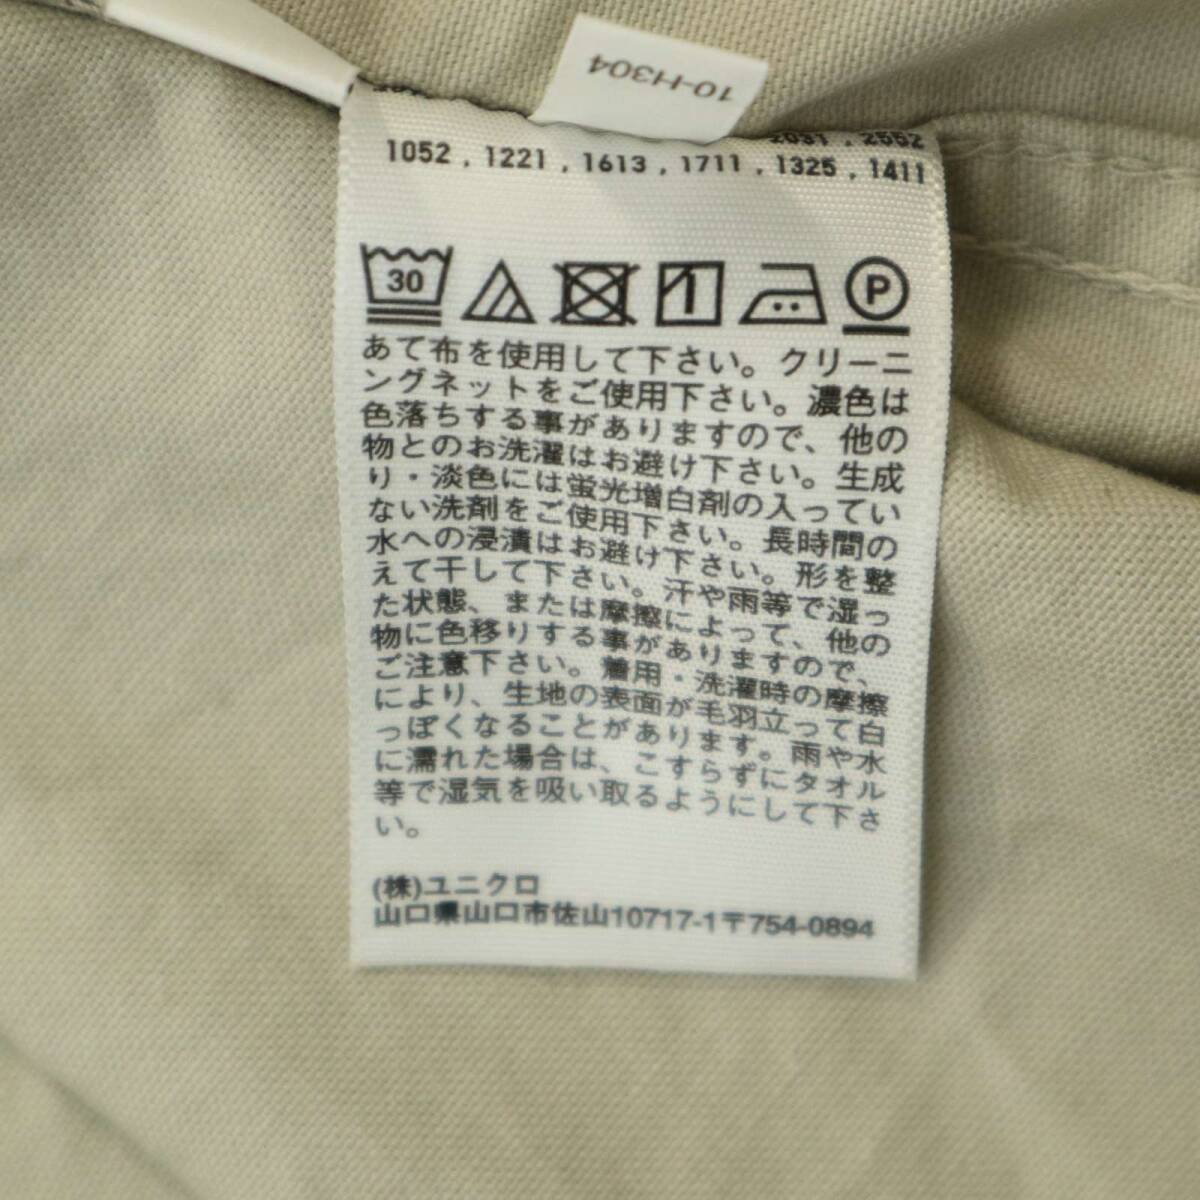 10-H304
2031 , 2552
1052 , 1221 , 1613 , 1711 , 1325 , 1411
30
P
あて布を使用して下さい。クリーニ
ングネットをご使用下さい。濃色は
色落ちする事がありますので、他の
物とのお洗濯はお避け下さい。生成
り・淡色には蛍光増白剤の入ってい
ない洗剤をご使用下さい。長時間の
水への浸漬はお避け下さい。形を整
えて干して下さい。汗や雨等で湿っ
た状態、または摩擦によって、他の
物に色移りする事がありますので、
ご注意下さい。着用・洗濯時の摩擦
により、生地の表面が毛羽立って白
っぽくなることがあります。雨や水
に濡れた場合は、こすらずにタオル
等で湿気を吸い取るようにして下さ
い。
(株)ユニクロ
山口県山口市佐山10717-1〒754-0894